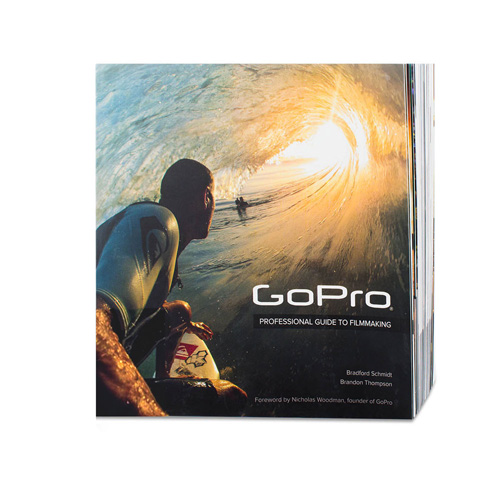 GoPro®
PROFESSIONAL GUIDE TO FILMMAKING
Bradford Schmidt
Brandon Thompson
Foreword by Nicholas Woodman, founder of GoPro